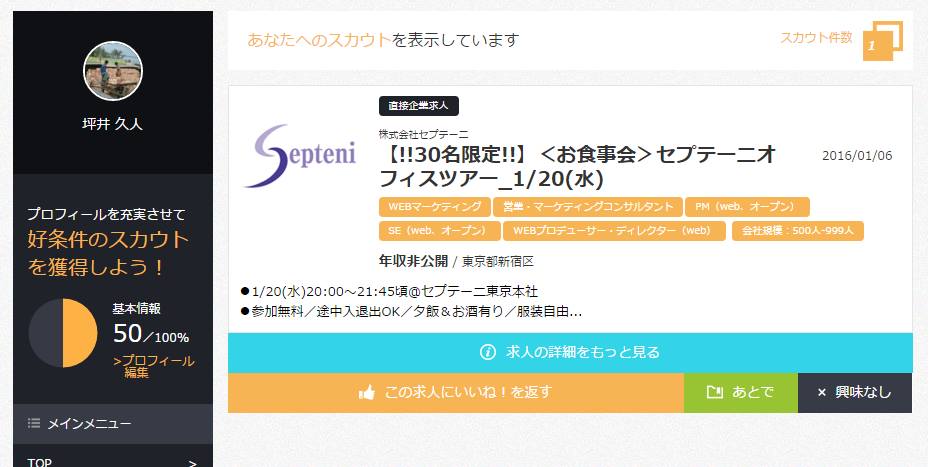 坪井 久人
プロフィールを充実させて
好条件のスカウト
を獲得しよう！
基本情報
50／100%
>プロフィール
編集
メインメニュー
TOP >
あなたへのスカウトを表示しています
スカウト件数
1
直接企業求人
Septeni
株式会社セプテーニ
【!!30名限定!!】＜お食事会＞セプテーニオ
フィスツアー_1/20(水)
2016/01/06
WEBマーケティング 営業・マーケティングコンサルタント PM（web、オープン）
SE（web、オープン） WEBプロデューサー・ディレクター（web） 会社規模：500人-999人
年収非公開 / 東京都新宿区
●1/20(水)20:00～21:45頃@セプテーニ東京本社
●参加無料／途中入退出OK／夕飯＆お酒有り／服装自由...
求人の詳細をもっと見る
この求人にいいね！を返す
あとで
× 興味なし